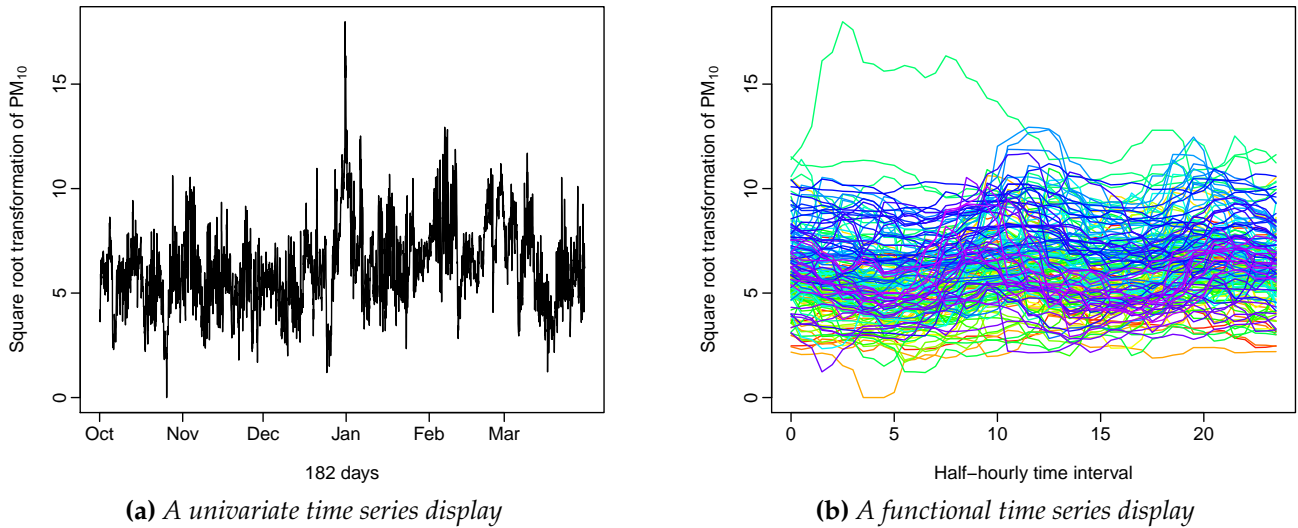 Square root transformation of PM10
15
10
5
0
Oct
Nov
Dec
Jan
Feb
Mar
182 days
(a) A univariate time series display
Square root transformation of PM10
15
10
5
0
0
5
10
15
20
Half−hourly time interval
(b) A functional time series display